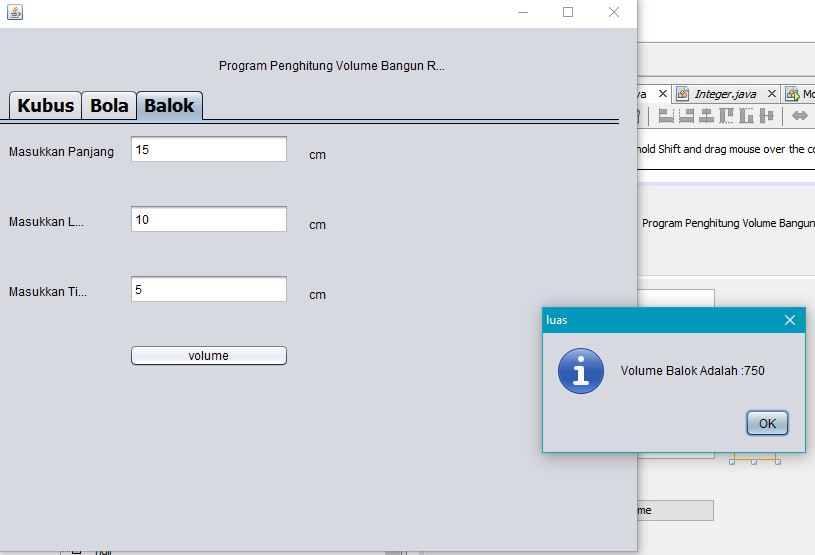 Program Penghitung Volume Bangun R...
Kubus Bola Balok
Masukkan Panjang 15 cm
Masukkan L... 10 cm
Masukkan Ti... 5 cm
volume
va Integer.java Mo
hold Shift and drag mouse over the co
Program Penghitung Volume Bangun
luas
Volume Balok Adalah :750
OK
me